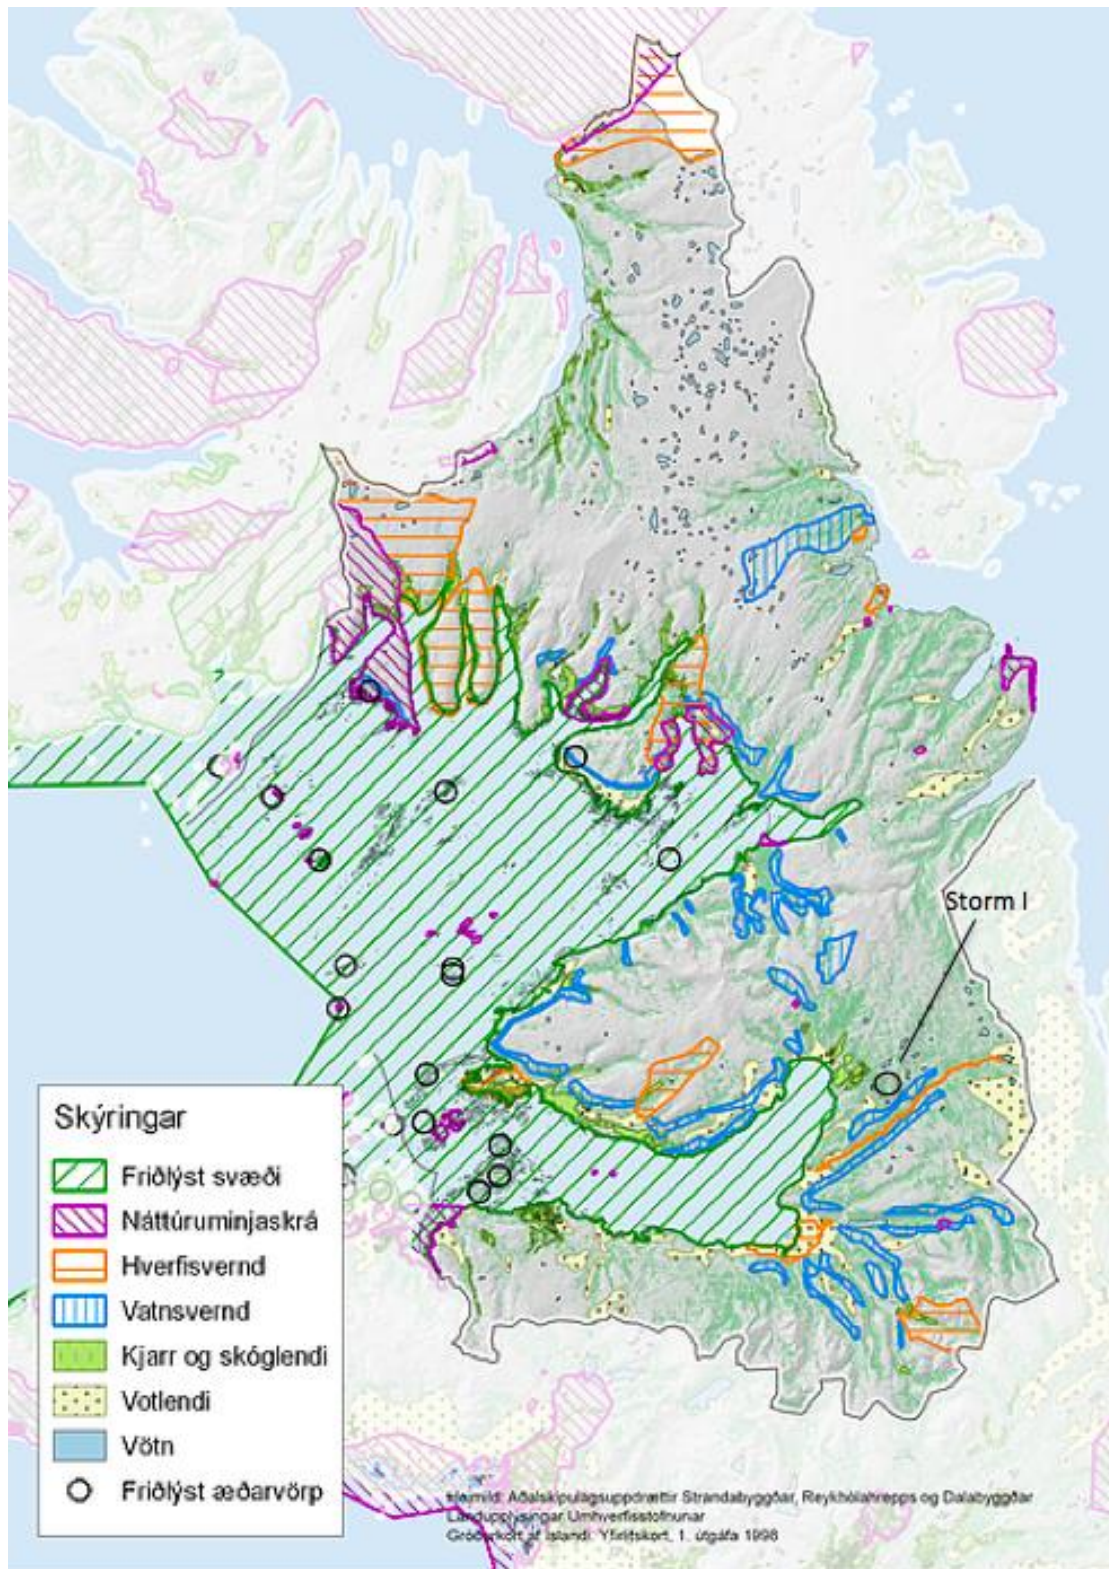 Storm I
Skýringar
Friðlýst svæði
Náttúruminjaskrá
Hverfisvernd
Vatnsvernd
Kjarr og skóglendi
Votlendi
Vötn
Friðlýst æðarvörp
Heimild: Aðalskipulagsuppdrættir Strandabyggðar, Reykhólahrepps og Dalabyggðar
Landupplýsingar Umhverfisstofnunar
Gróðurkort af Íslandi. Yfirlitskort, 1. útgáfa 1998